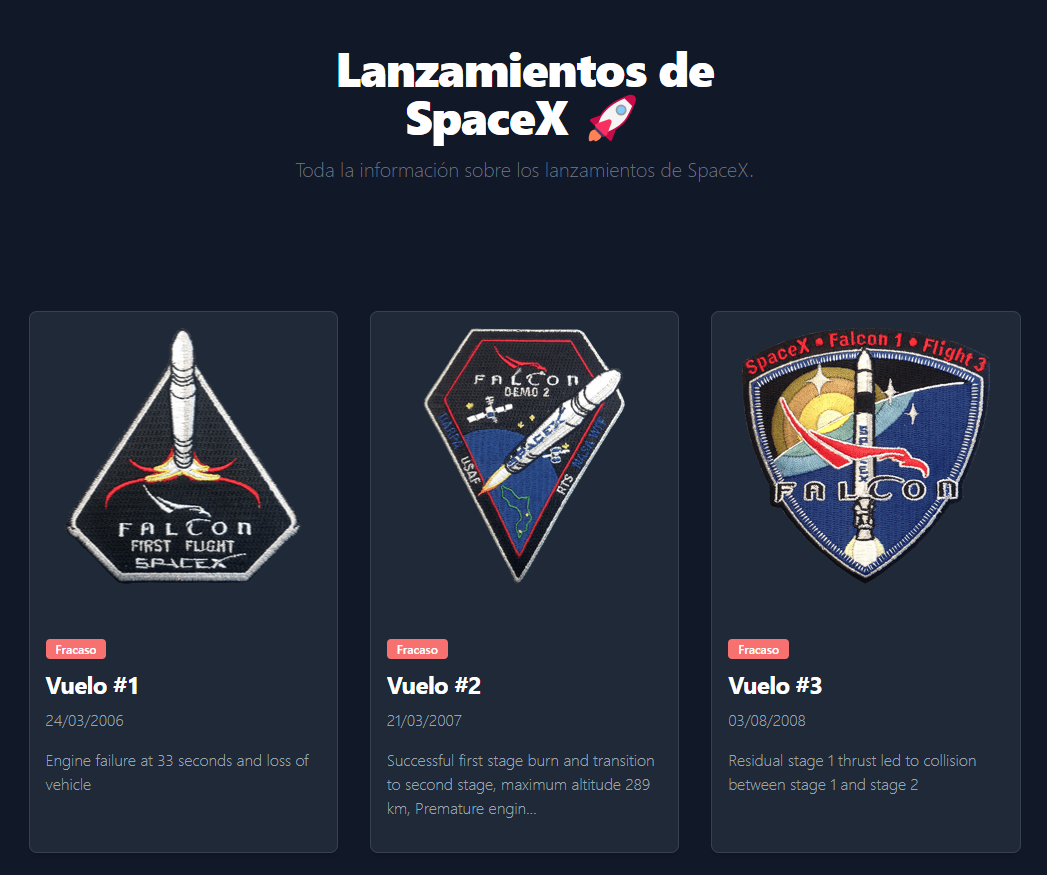 Lanzamientos de
SpaceX 🚀
Toda la información sobre los lanzamientos de SpaceX.
FALCON
FIRST FLIGHT
SPACEX
FALCON
DEMO 2
DARPA
USAF
SPACEX
RTS
NASA WFF
SpaceX • Falcon 1 • Flight 3
SPACEX
FALCON
Fracaso
Vuelo #1
24/03/2006
Engine failure at 33 seconds and loss of
vehicle
Fracaso
Vuelo #2
21/03/2007
Successful first stage burn and transition
to second stage, maximum altitude 289
km, Premature engin...
Fracaso
Vuelo #3
03/08/2008
Residual stage 1 thrust led to collision
between stage 1 and stage 2